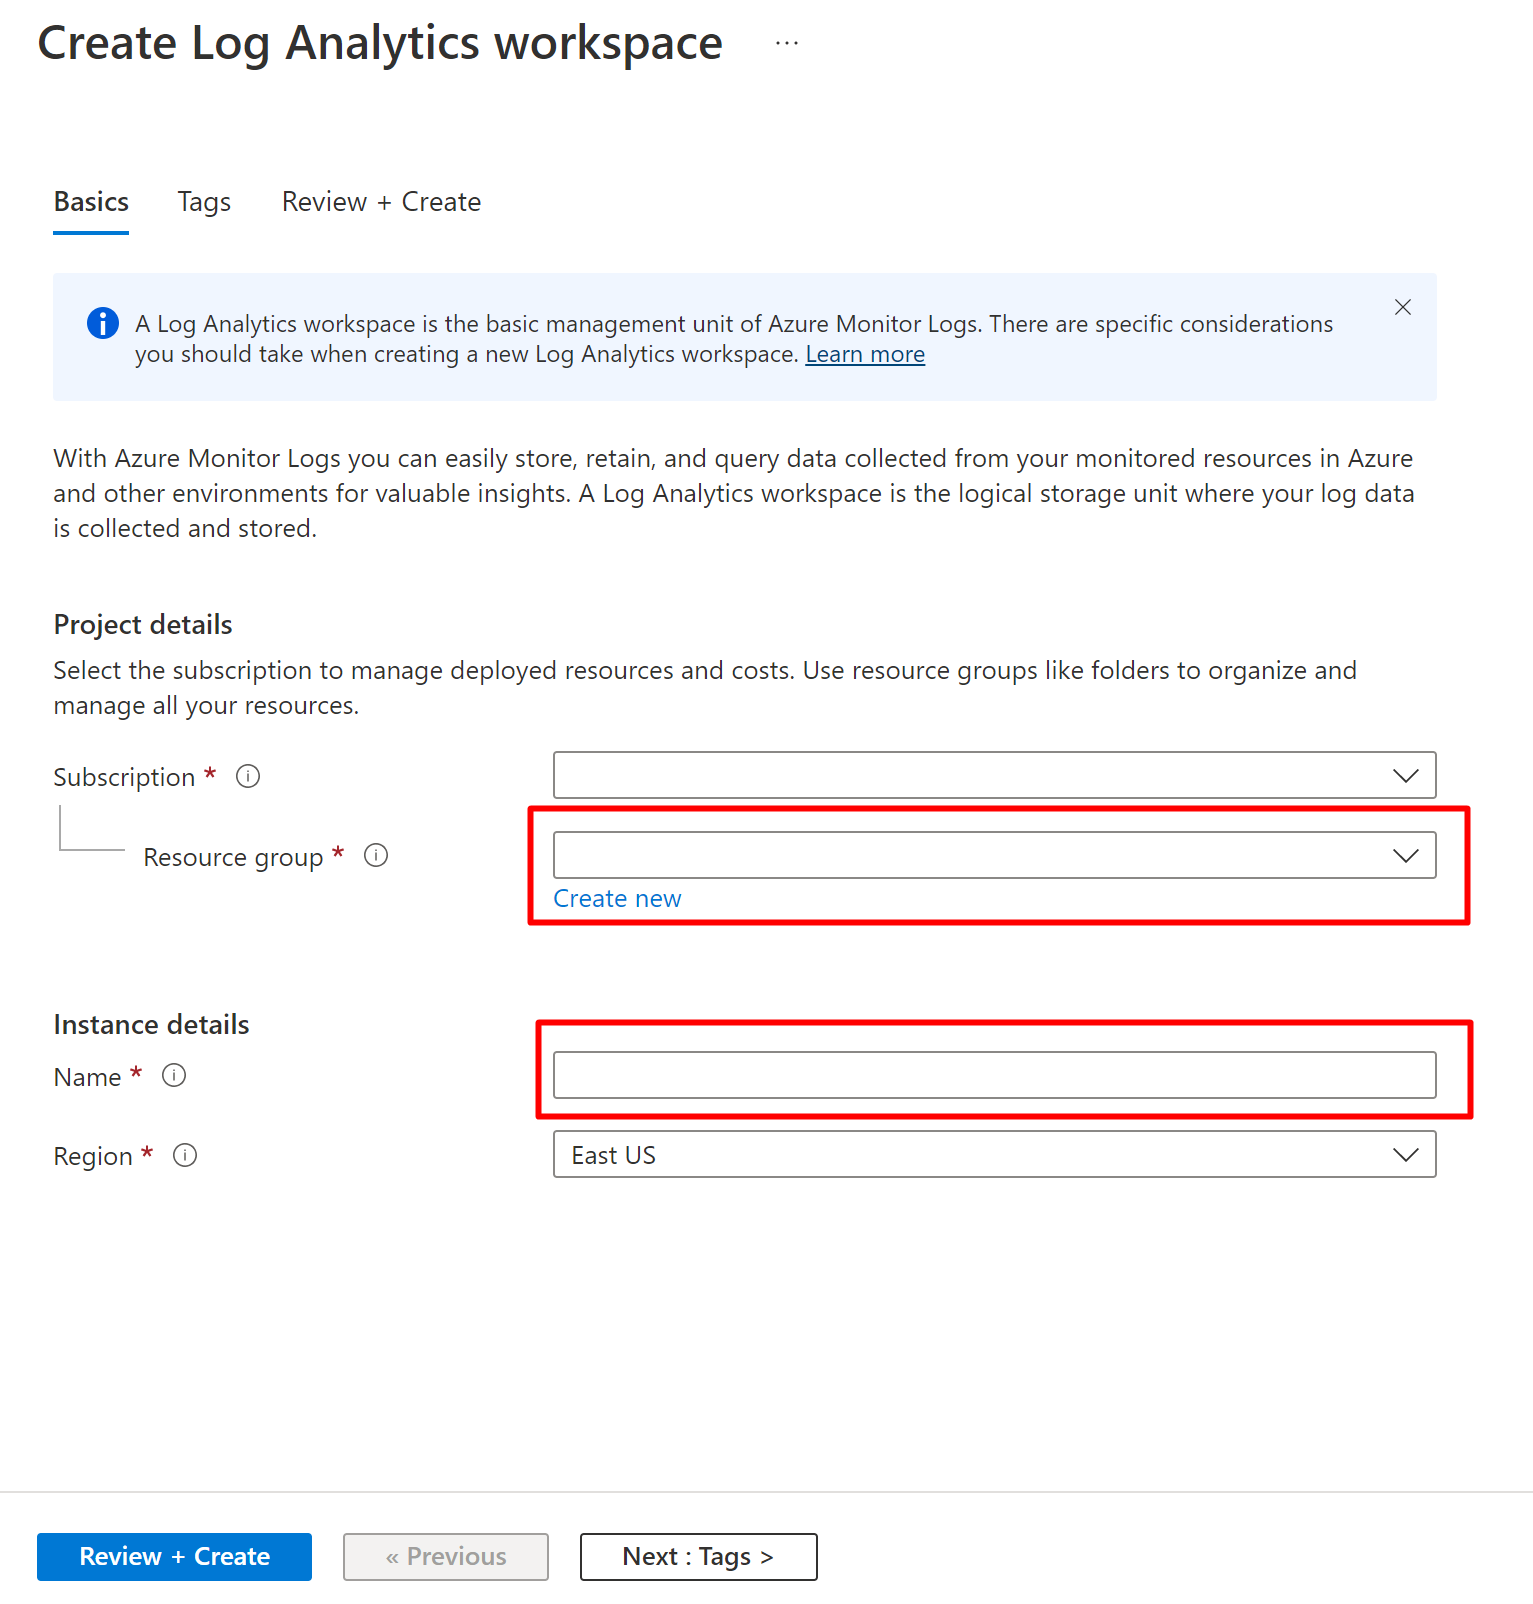 Create Log Analytics workspace ...
Basics Tags Review + Create
A Log Analytics workspace is the basic management unit of Azure Monitor Logs. There are specific considerations
you should take when creating a new Log Analytics workspace. Learn more
With Azure Monitor Logs you can easily store, retain, and query data collected from your monitored resources in Azure
and other environments for valuable insights. A Log Analytics workspace is the logical storage unit where your log data
is collected and stored.
Project details
Select the subscription to manage deployed resources and costs. Use resource groups like folders to organize and
manage all your resources.
Subscription *
Resource group *
Create new
Instance details
Name *
Region *
East US
Review + Create
« Previous
Next : Tags >